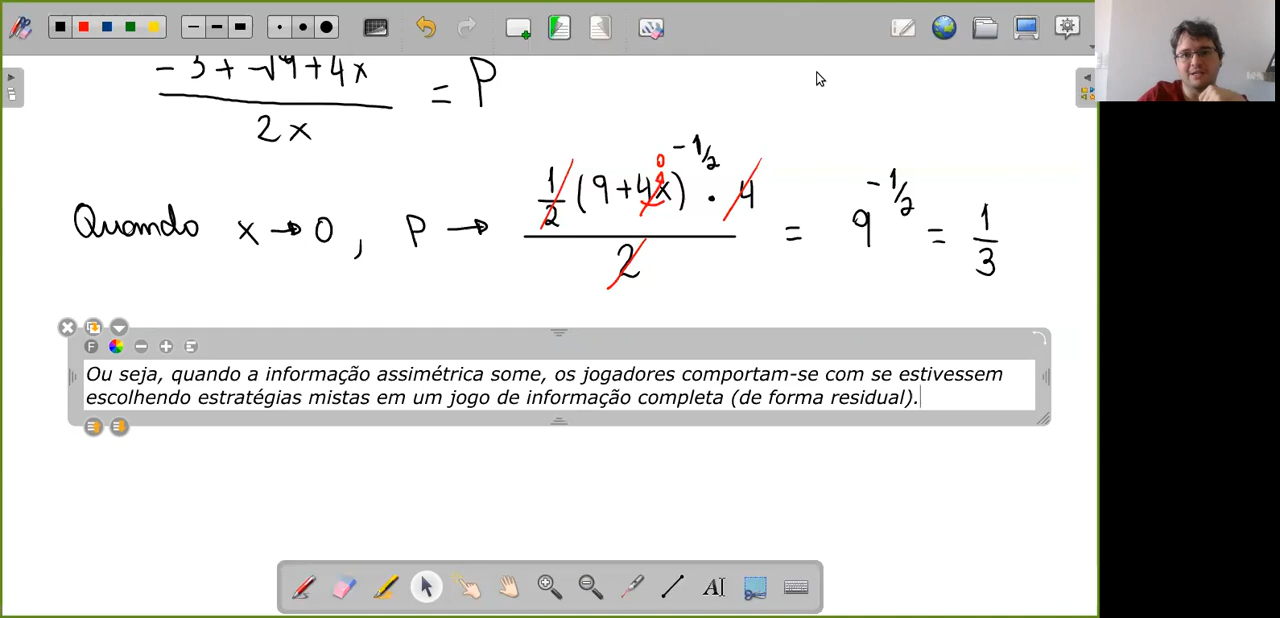 -3 + √9+4x / 2x = P
Quando x → 0, P → 1/2 (9+4x)^-1/2 · 4 / 2 = 9^-1/2 = 1/3
0
Ou seja, quando a informação assimétrica some, os jogadores comportam-se com se estivessem
escolhendo estratégias mistas em um jogo de informação completa (de forma residual).